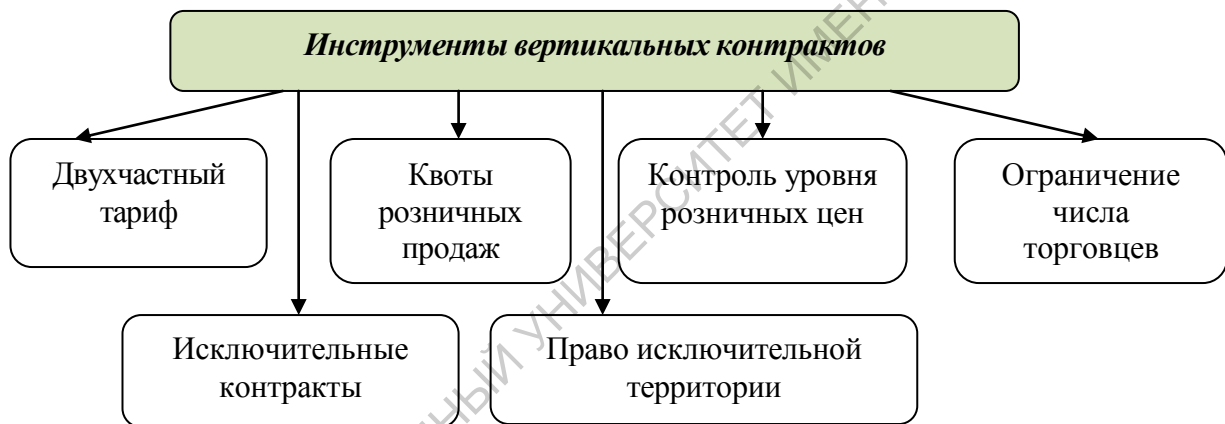 Инструменты вертикальных контрактов
Двухчастный
тариф
Квоты
розничных
продаж
Контроль уровня
розничных цен
Ограничение
числа
торговцев
Исключительные
контракты
Право исключительной
территории
УНИВЕРСИТЕТ